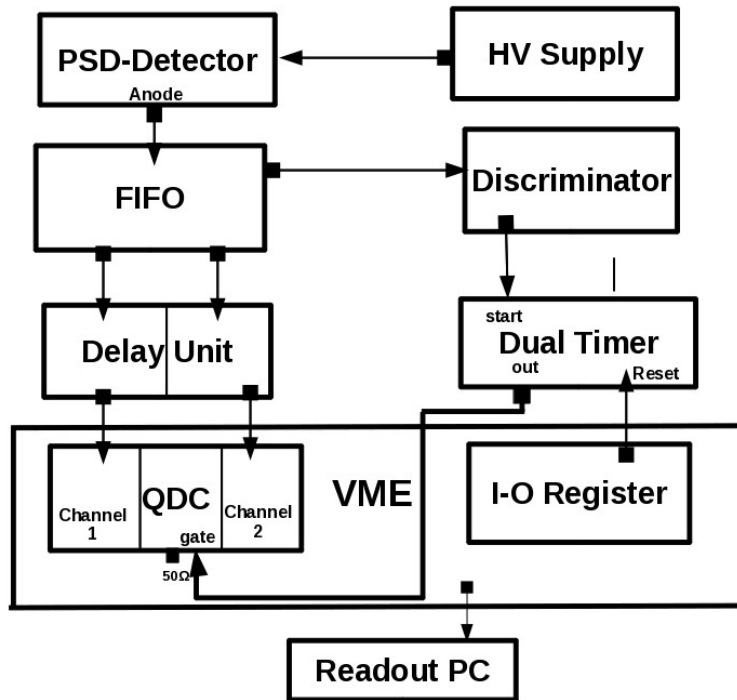 PSD-Detector
Anode
HV Supply
FIFO
Discriminator
Delay Unit
start
Dual Timer
out
Reset
QDC
Channel
1
gate
Channel
2
50Ω
VME
I-O Register
Readout PC